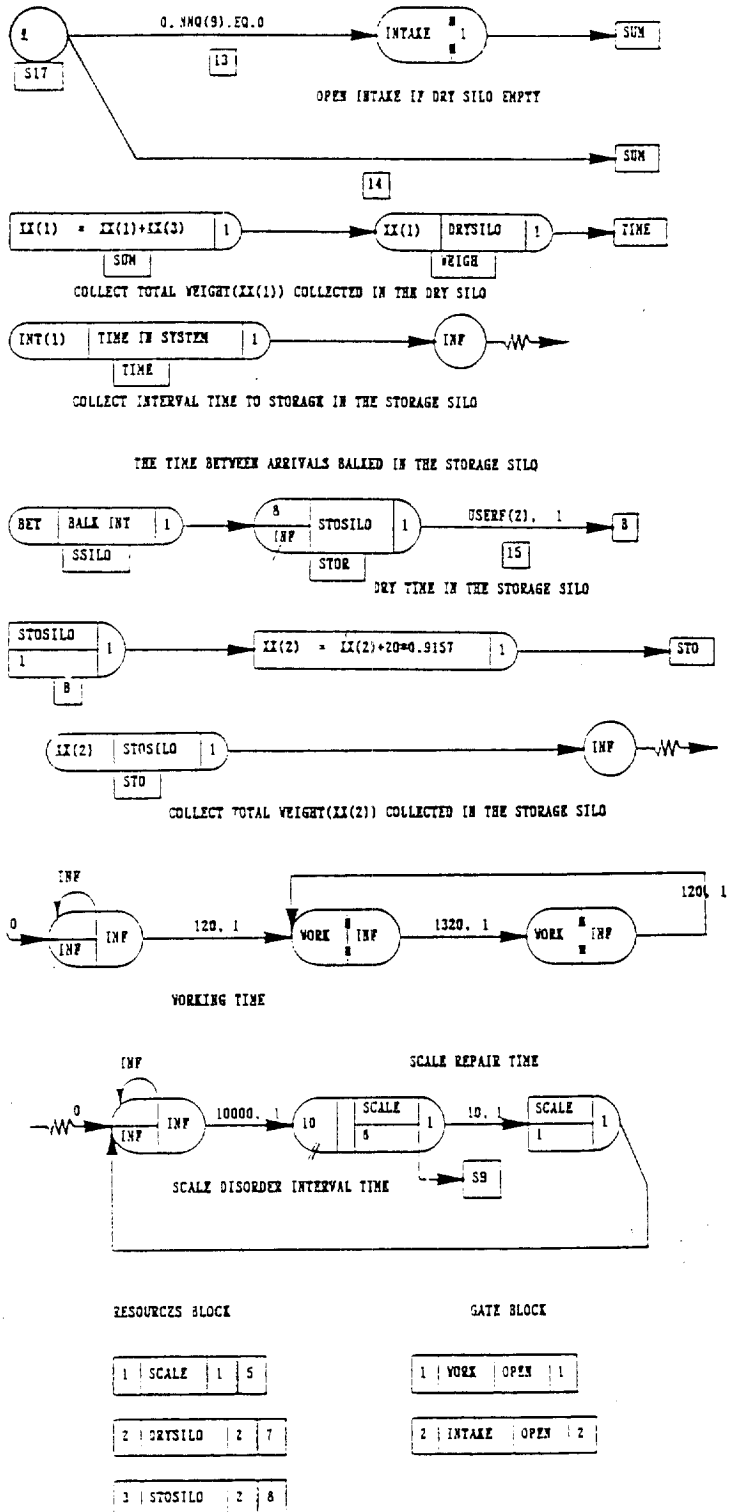 0, NNQ(9).EQ.0
INTAKE 1
SUM
S17
13
OPEN INTAKE IF DRY SILO EMPTY
SUM
14
XX(1) = XX(1)+XX(3) 1
XX(1) DRYSILO 1
TIME
SUM
WEIGH
COLLECT TOTAL WEIGHT(XX(1)) COLLECTED IN THE DRY SILO
INT(1) TIME IN SYSTEM 1
INF
TIME
COLLECT INTERVAL TIME TO STORAGE IN THE STORAGE SILO
THE TIME BETWEEN ARRIVALS BALKED IN THE STORAGE SILO
BET BALK INT 1
8
INF
STOSILO 1
USERF(2), 1
B
SSILO
STOR
15
DRY TIME IN THE STORAGE SILO
STOSILO
1
1
XX(2) = XX(2)+20*0.9157 1
STO
B
XX(2) STOSILO 1
INF
STO
COLLECT TOTAL WEIGHT(XX(2)) COLLECTED IN THE STORAGE SILO
INF
0
INF INF
120, 1
WORK INF
1320, 1
WORK INF
120, 1
WORKING TIME
INF
SCALE REPAIR TIME
0
INF INF
10000, 1
10
SCALE
1
10, 1
SCALE
1
1
S9
SCALE DISORDER INTERVAL TIME
RESOURCES BLOCK
GATE BLOCK
1 SCALE 1 5
1 WORK OPEN 1
2 DRYSILO 2 7
2 INTAKE OPEN 2
3 STOSILO 2 8